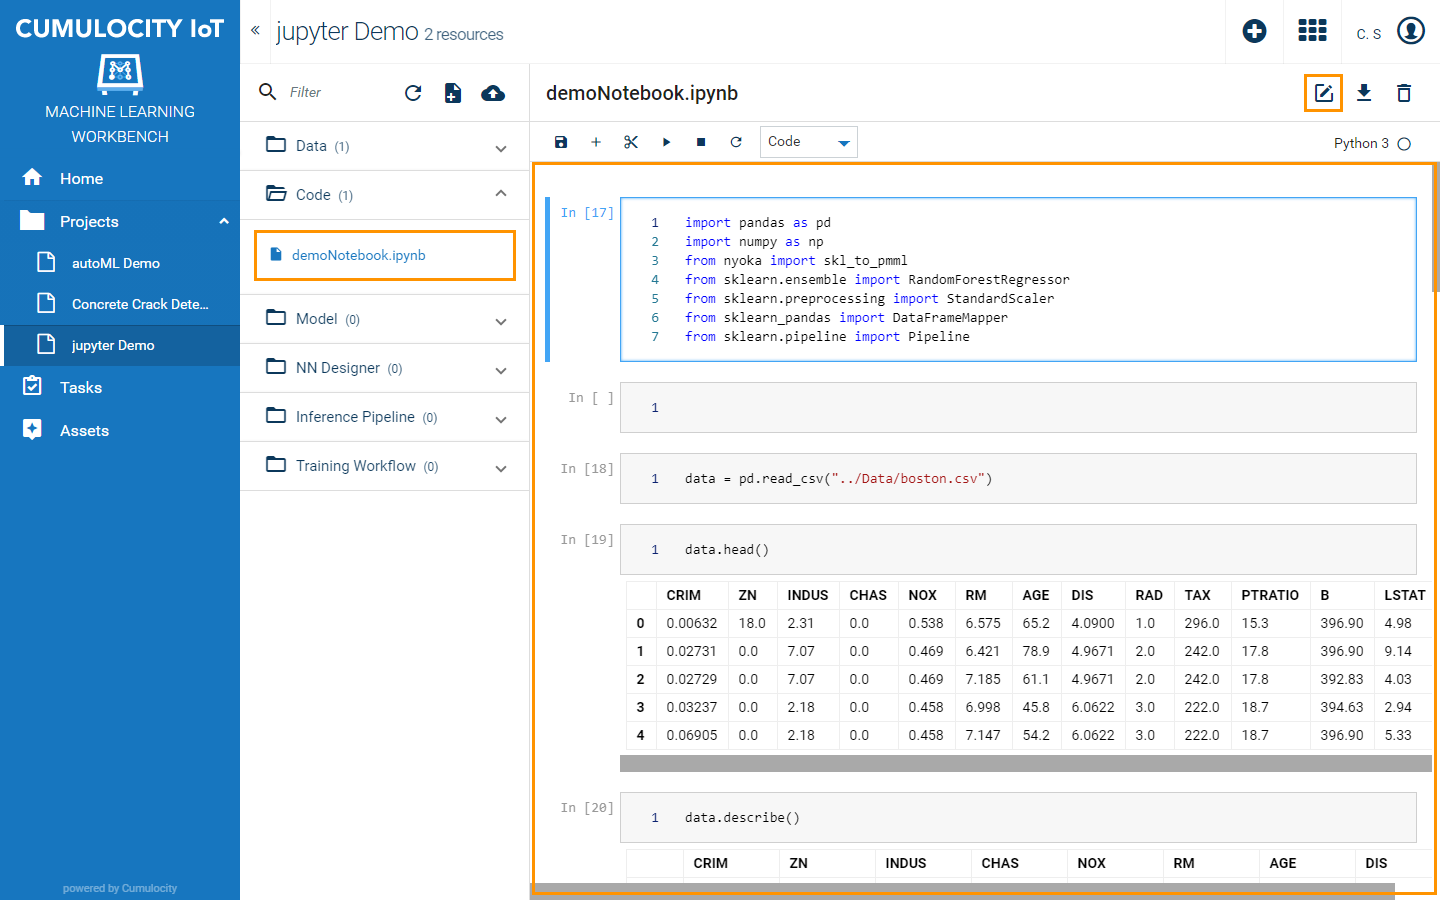 CUMULOCITY IoT
MACHINE LEARNING
WORKBENCH
Home
Projects
autoML Demo
Concrete Crack Dete...
jupyter Demo
Tasks
Assets
powered by Cumulocity
jupyter Demo 2 resources
C. S
Filter
Data (1)
Code (1)
demoNotebook.ipynb
Model (0)
NN Designer (0)
Inference Pipeline (0)
Training Workflow (0)
demoNotebook.ipynb
Code
Python 3
In [17]
1 import pandas as pd
2 import numpy as np
3 from nyoka import skl_to_pmml
4 from sklearn.ensemble import RandomForestRegressor
5 from sklearn.preprocessing import StandardScaler
6 from sklearn_pandas import DataFrameMapper
7 from sklearn.pipeline import Pipeline
In [ ]
1
In [18]
1 data = pd.read_csv("../Data/boston.csv")
In [19]
1 data.head()
CRIM ZN INDUS CHAS NOX RM AGE DIS RAD TAX PTRATIO B LSTAT
0 0.00632 18.0 2.31 0.0 0.538 6.575 65.2 4.0900 1.0 296.0 15.3 396.90 4.98
1 0.02731 0.0 7.07 0.0 0.469 6.421 78.9 4.9671 2.0 242.0 17.8 396.90 9.14
2 0.02729 0.0 7.07 0.0 0.469 7.185 61.1 4.9671 2.0 242.0 17.8 392.83 4.03
3 0.03237 0.0 2.18 0.0 0.458 6.998 45.8 6.0622 3.0 222.0 18.7 394.63 2.94
4 0.06905 0.0 2.18 0.0 0.458 7.147 54.2 6.0622 3.0 222.0 18.7 396.90 5.33
In [20]
1 data.describe()
CRIM ZN INDUS CHAS NOX RM AGE DIS